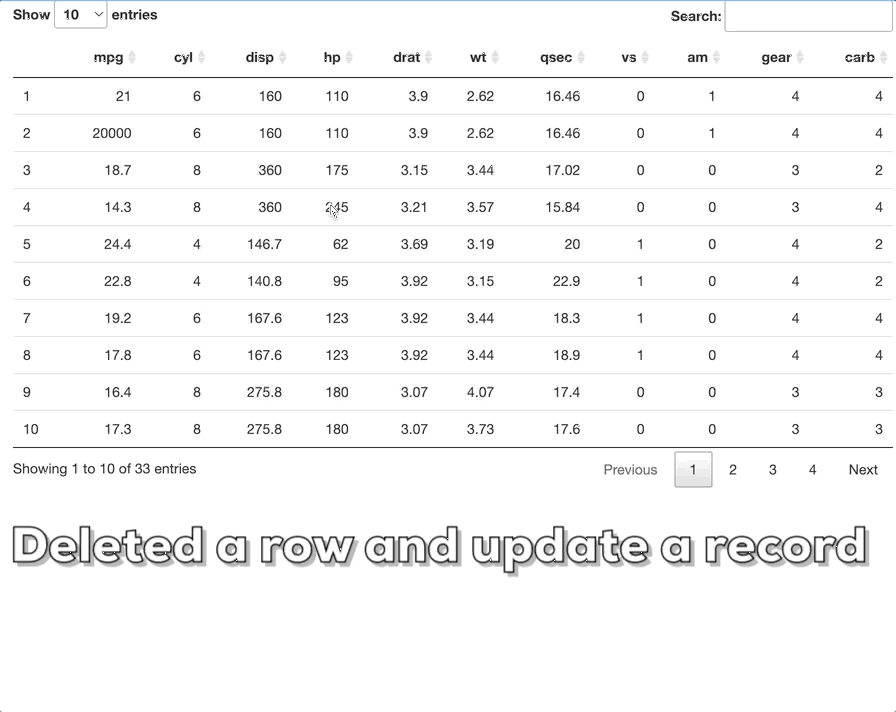 Show 10 entries Search:
mpg cyl disp hp drat wt qsec vs am gear carb
1 21 6 160 110 3.9 2.62 16.46 0 1 4 4
2 20000 6 160 110 3.9 2.62 16.46 0 1 4 4
3 18.7 8 360 175 3.15 3.44 17.02 0 0 3 2
4 14.3 8 360 245 3.21 3.57 15.84 0 0 3 4
5 24.4 4 146.7 62 3.69 3.19 20 1 0 4 2
6 22.8 4 140.8 95 3.92 3.15 22.9 1 0 4 2
7 19.2 6 167.6 123 3.92 3.44 18.3 1 0 4 4
8 17.8 6 167.6 123 3.92 3.44 18.9 1 0 4 4
9 16.4 8 275.8 180 3.07 4.07 17.4 0 0 3 3
10 17.3 8 275.8 180 3.07 3.73 17.6 0 0 3 3
Showing 1 to 10 of 33 entries Previous 1 2 3 4 Next
Deleted a row and update a record